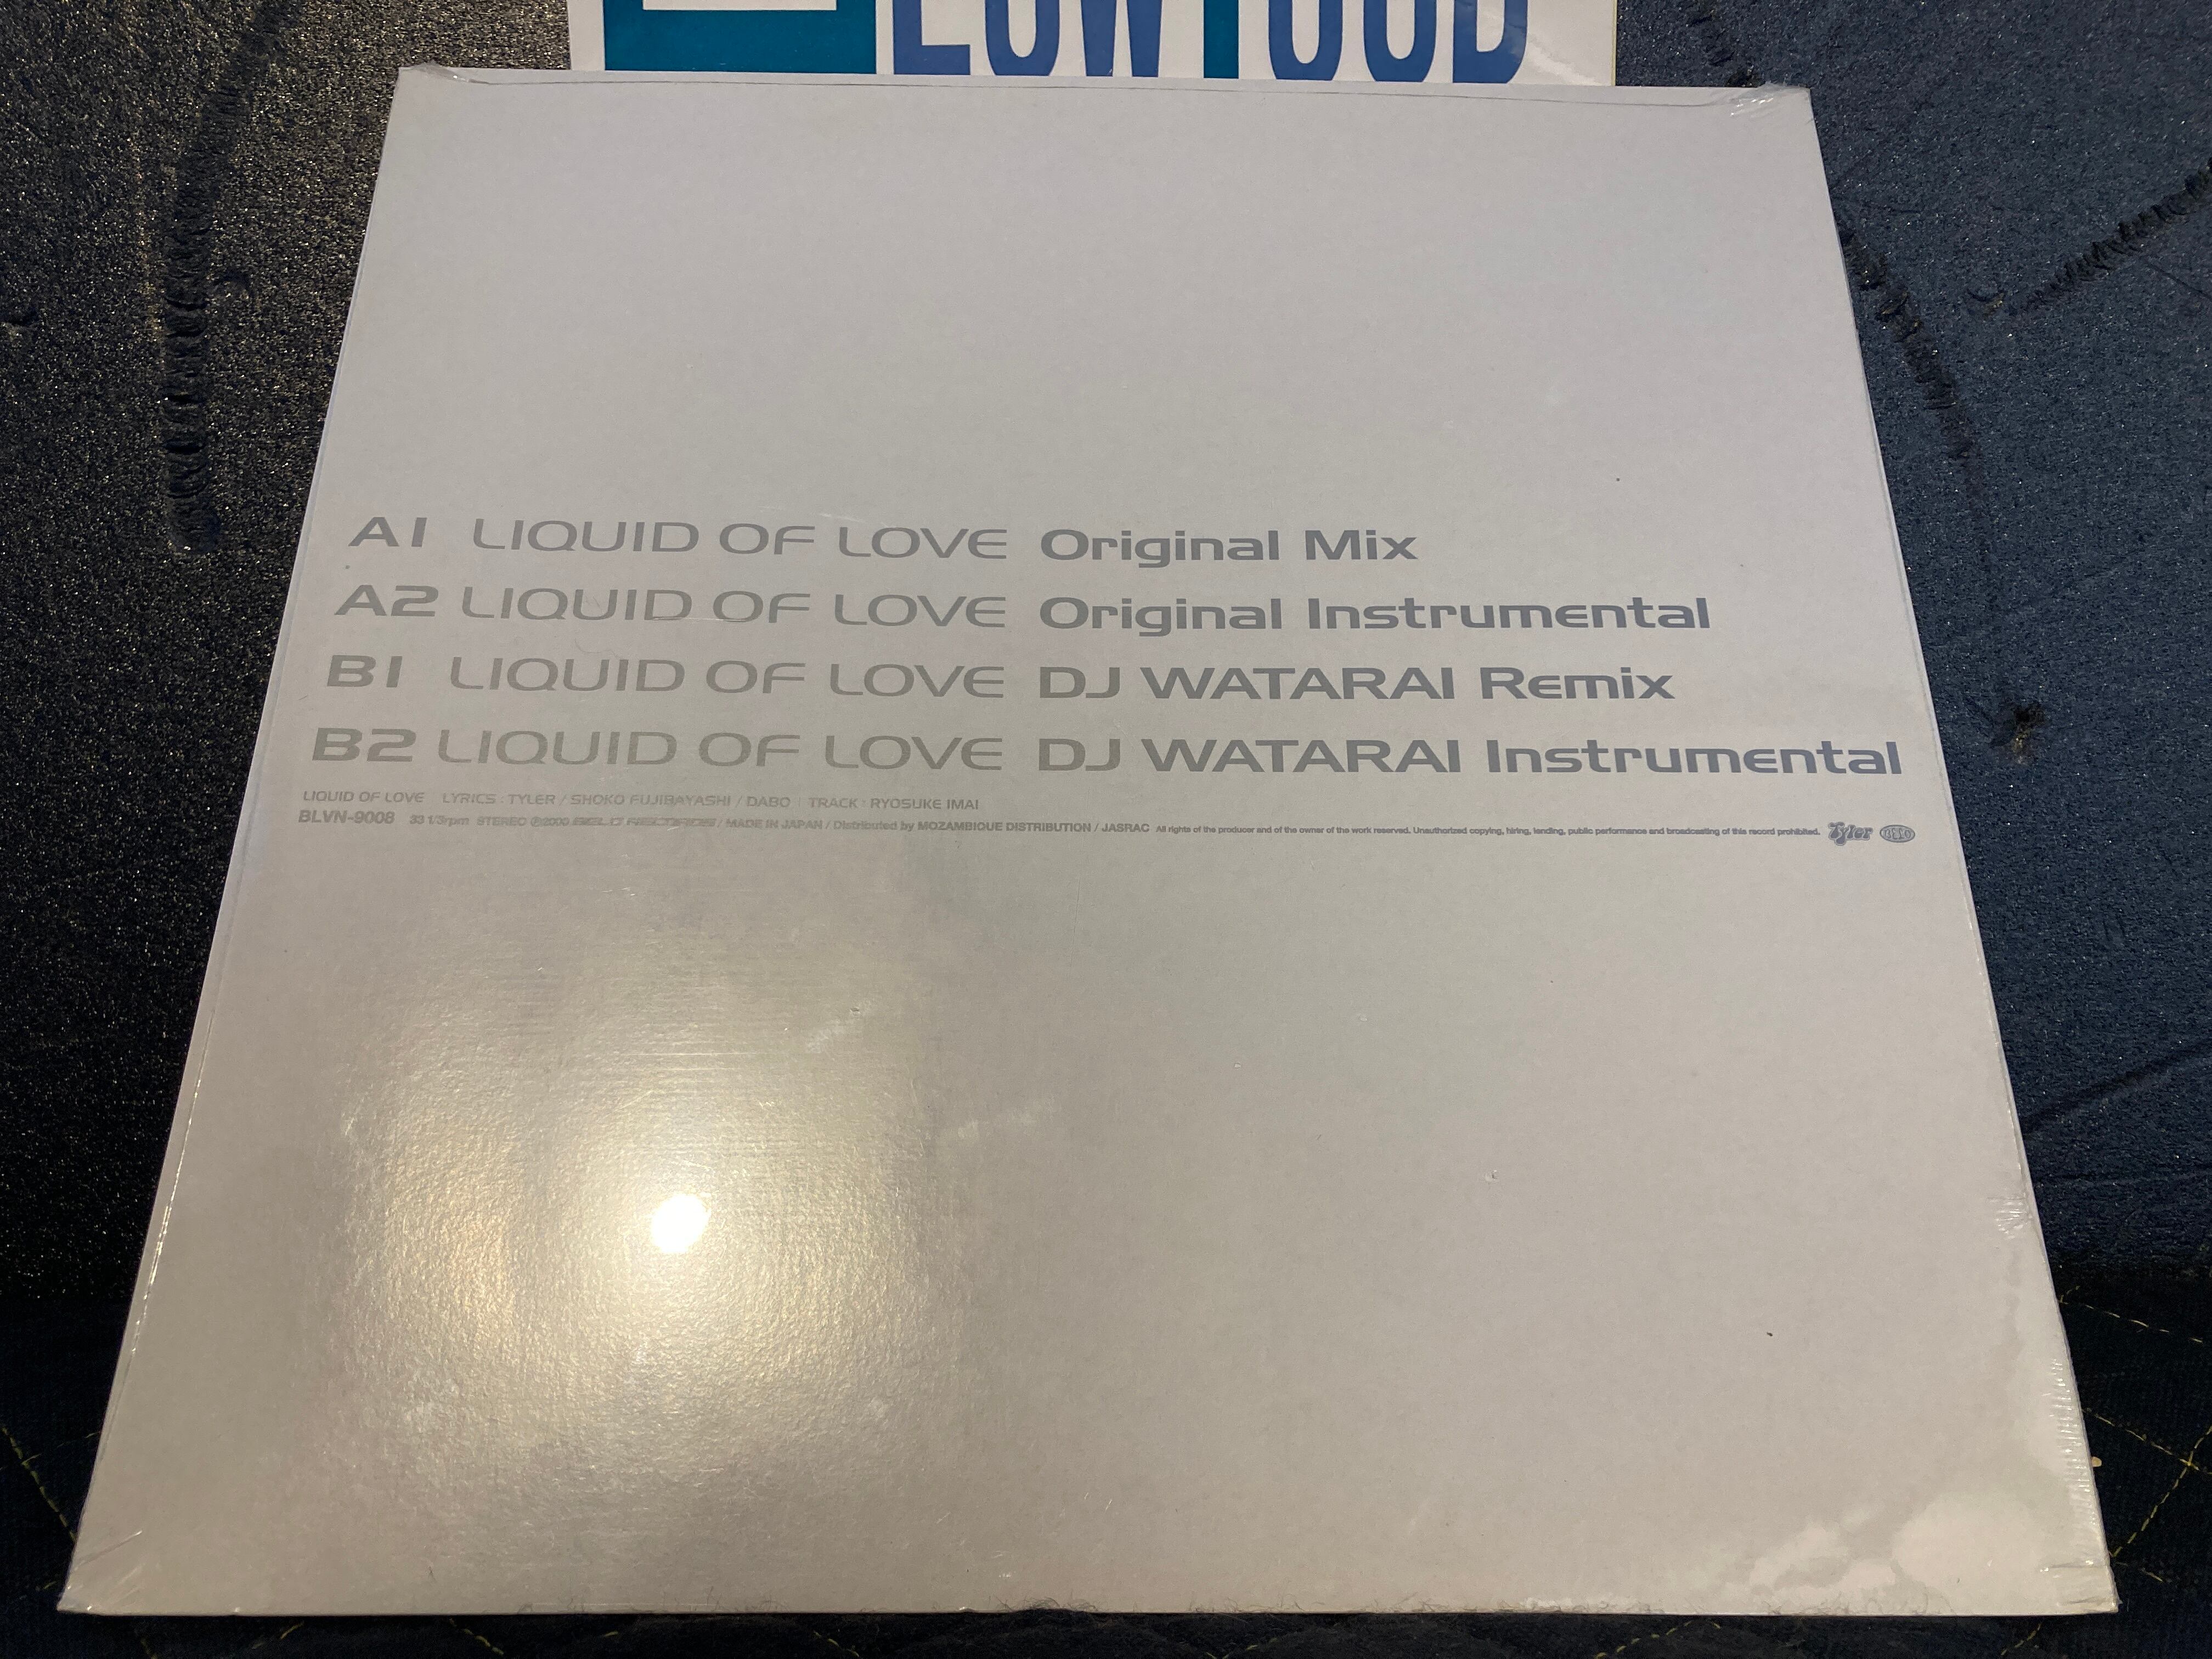 A1 LIQUID OF LOVE Original Mix
A2 LIQUID OF LOVE Original Instrumental
B1 LIQUID OF LOVE DJ WATARAI Remix
B2 LIQUID OF LOVE DJ WATARAI Instrumental
LIQUID OF LOVE LYRICS : TYLER / SHOKO FUJIBAYASHI / DABO TRACK : RYOSUKE IMAI
BLVN-9008 33 1/3rpm STEREO ℗2000 / MADE IN JAPAN / Distributed by MOZAMBIQUE DISTRIBUTION / JASRAC All rights of the producer and of the owner of the work reserved. Unauthorized copying, hiring, lending, public performance and broadcasting of this record prohibited. Tyler